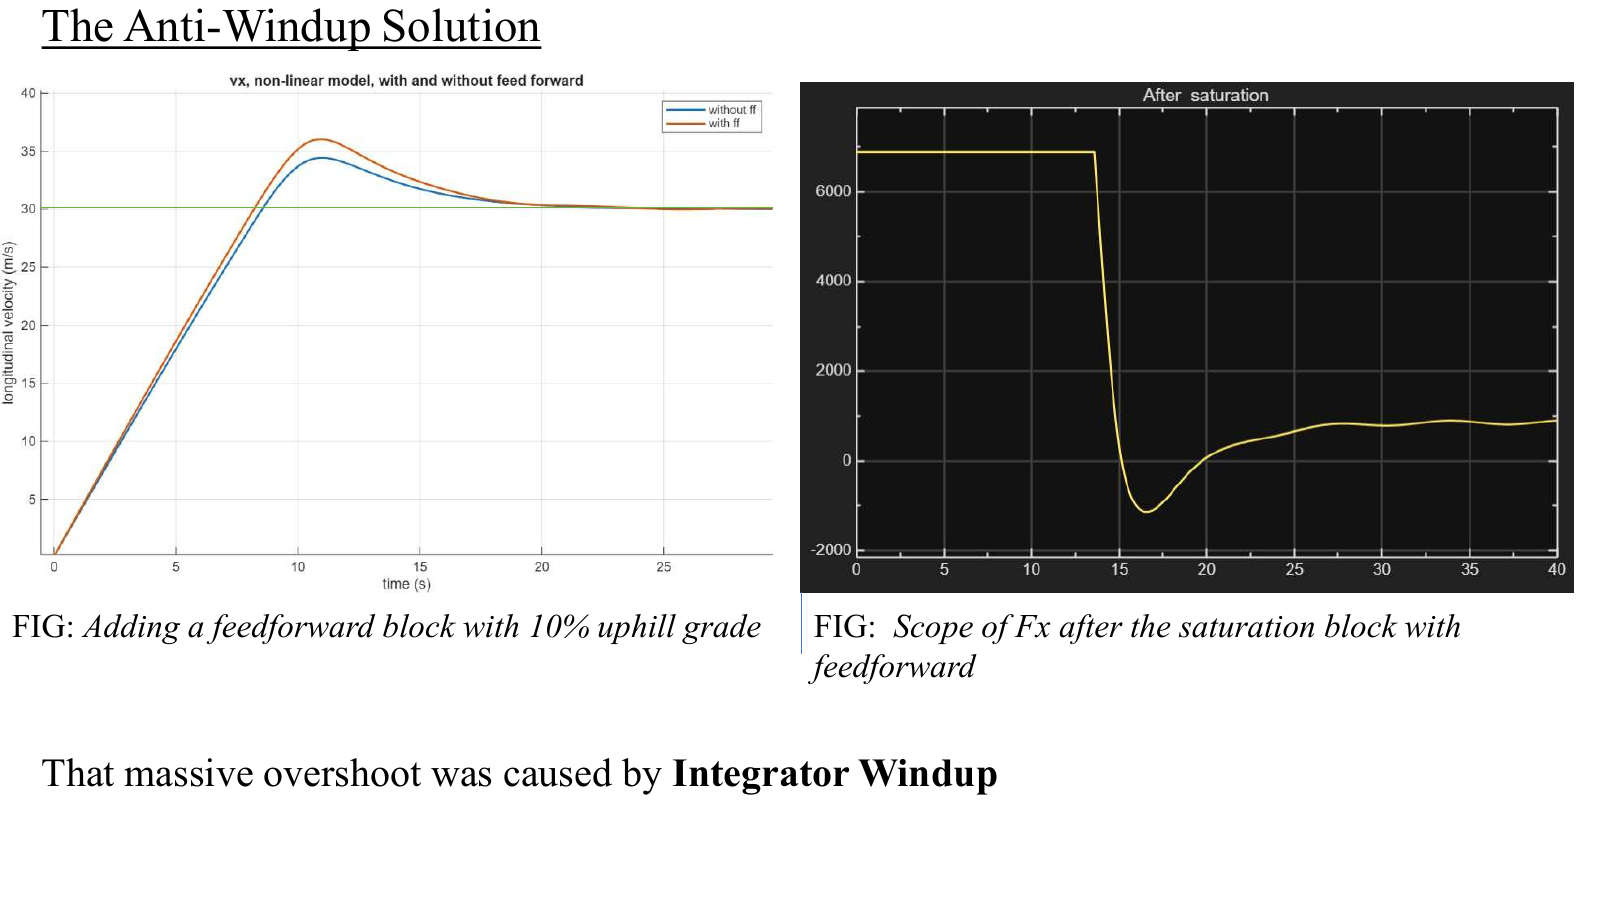 The Anti-Windup Solution
vx, non-linear model, with and without feed forward
without ff
with ff
40
35
30
25
20
15
10
5
longitudinal velocity (m/s)
0 5 10 15 20 25
time (s)
After saturation
6000
4000
2000
0
-2000
0 5 10 15 20 25 30 35 40
FIG: Adding a feedforward block with 10% uphill grade
FIG: Scope of Fx after the saturation block with
feedforward
That massive overshoot was caused by Integrator Windup